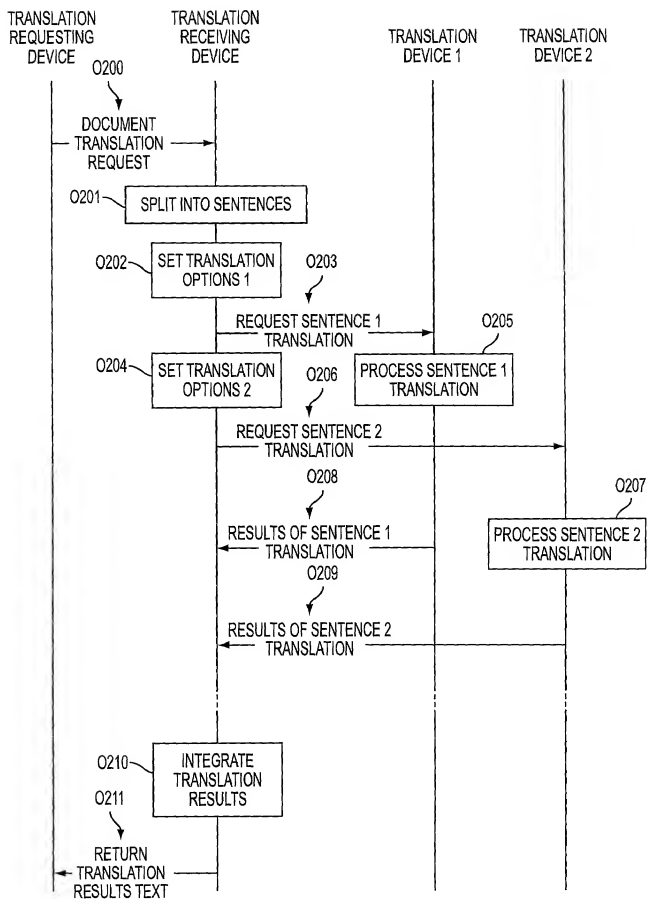 TRANSLATION
REQUESTING
DEVICE
TRANSLATION
RECEIVING
DEVICE
TRANSLATION
DEVICE 1
TRANSLATION
DEVICE 2
O200
DOCUMENT
TRANSLATION
REQUEST
O201
SPLIT INTO SENTENCES
O202
SET TRANSLATION
OPTIONS 1
O203
REQUEST SENTENCE 1
TRANSLATION
O204
SET TRANSLATION
OPTIONS 2
O205
PROCESS SENTENCE 1
TRANSLATION
O206
REQUEST SENTENCE 2
TRANSLATION
O207
PROCESS SENTENCE 2
TRANSLATION
O208
RESULTS OF SENTENCE 1
TRANSLATION
O209
RESULTS OF SENTENCE 2
TRANSLATION
O210
INTEGRATE
TRANSLATION
RESULTS
O211
RETURN
TRANSLATION
RESULTS TEXT